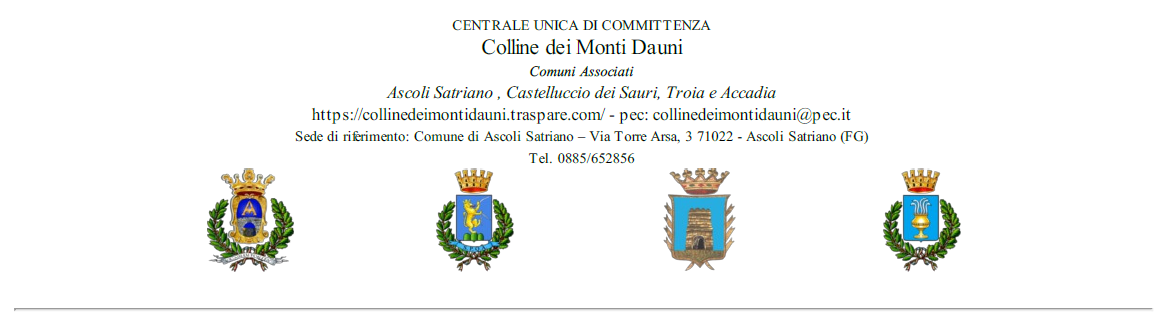 CENTRALE UNICA DI COMMITTENZA
Colline dei Monti Dauni
Comuni Associati
Ascoli Satriano , Castelluccio dei Sauri, Troia e Accadia
https://collinedeimontidauni.traspare.com/ - pec: collinedeimontidauni@pec.it
Sede di riferimento: Comune di Ascoli Satriano – Via Torre Arsa, 3 71022 - Ascoli Satriano (FG)
Tel. 0885/652856